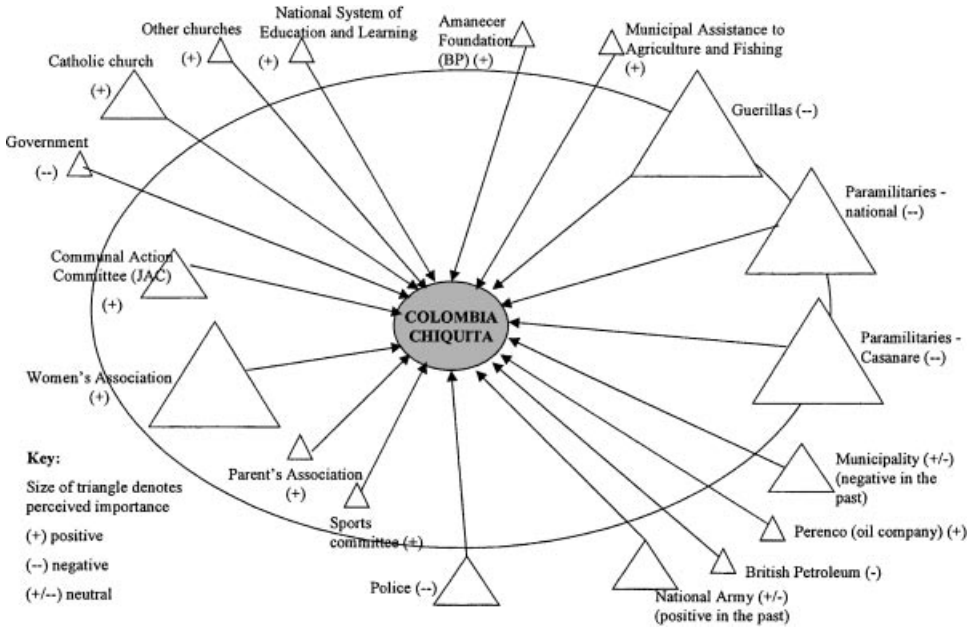 National System of
Education and Learning
(+)
Other churches
(+)
Catholic church
(+)
Government
(--)
Amanecer
Foundation
(BP) (+)
Municipal Assistance to
Agriculture and Fishing
(+)
Guerillas (--)
Paramilitaries -
national (--)
Paramilitaries -
Casanare (--)
Communal Action
Committee (JAC)
(+)
COLOMBIA
CHIQUITA
Women's Association
(+)
Parent's Association
(+)
Sports
committee (+)
Police (--)
National Army (+/-)
(positive in the past)
British Petroleum (-)
Perenco (oil company) (+)
Municipality (+/-)
(negative in the
past)
Key:
Size of triangle denotes
perceived importance
(+) positive
(--) negative
(+/--) neutral